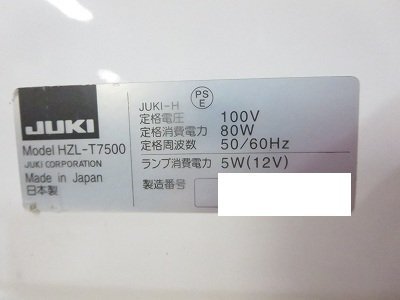 JUKI
Model HZL-T7500
JUKI CORPORATION
Made in Japan
日本製
JUKI-H
PS
E
定格電圧 100V
定格消費電力 80W
定格周波数 50/60Hz
ランプ消費電力 5W(12V)
製造番号